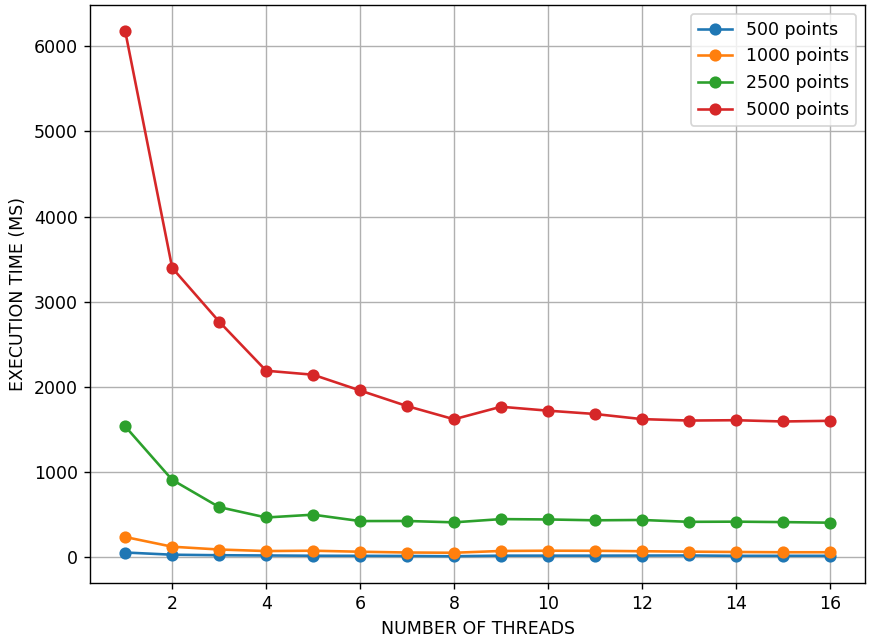 500 points
1000 points
2500 points
5000 points
6000
5000
4000
3000
2000
1000
0
EXECUTION TIME (MS)
2 4 6 8 10 12 14 16
NUMBER OF THREADS